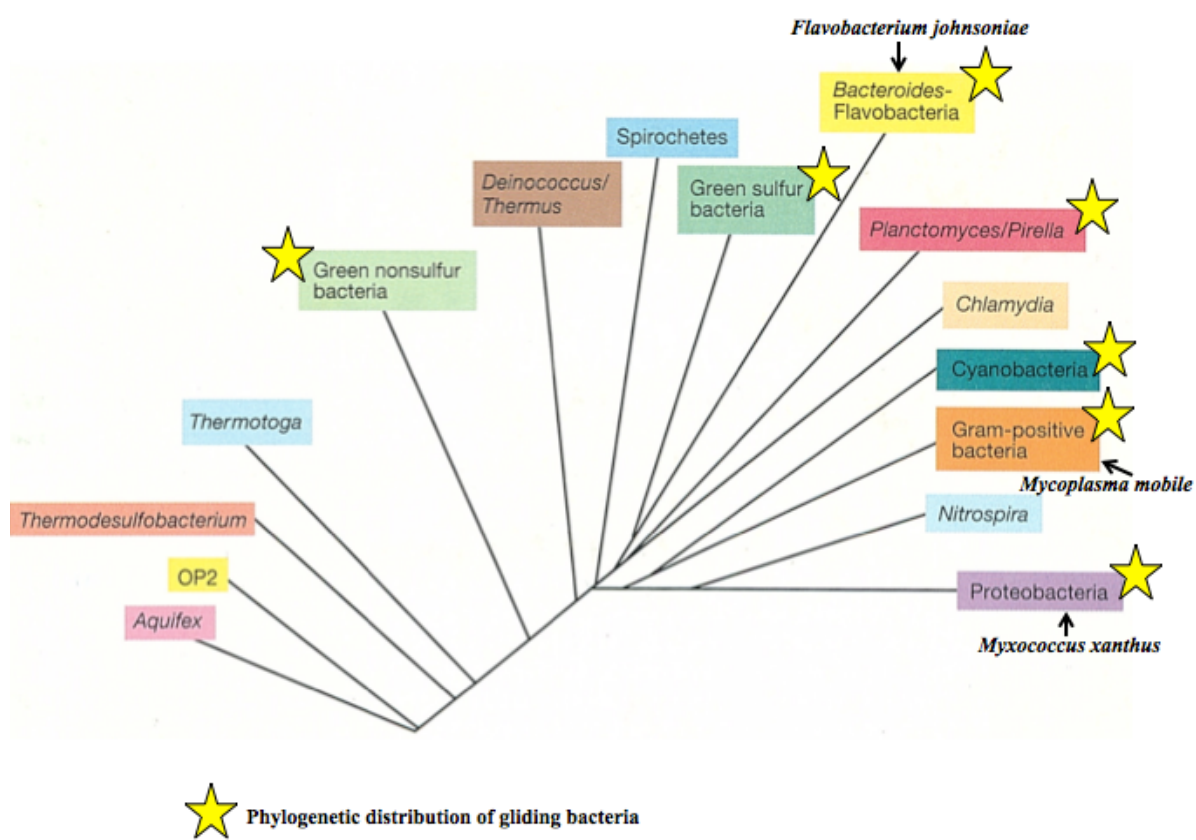 Flavobacterium johnsoniae
Bacteroides-
Flavobacteria
Spirochetes
Deinococcus/
Thermus
Green sulfur
bacteria
Planctomyces/Pirella
Green nonsulfur
bacteria
Chlamydia
Cyanobacteria
Thermotoga
Gram-positive
bacteria
Mycoplasma mobile
Thermodesulfobacterium
Nitrospira
OP2
Proteobacteria
Aquifex
Myxococcus xanthus
Phylogenetic distribution of gliding bacteria